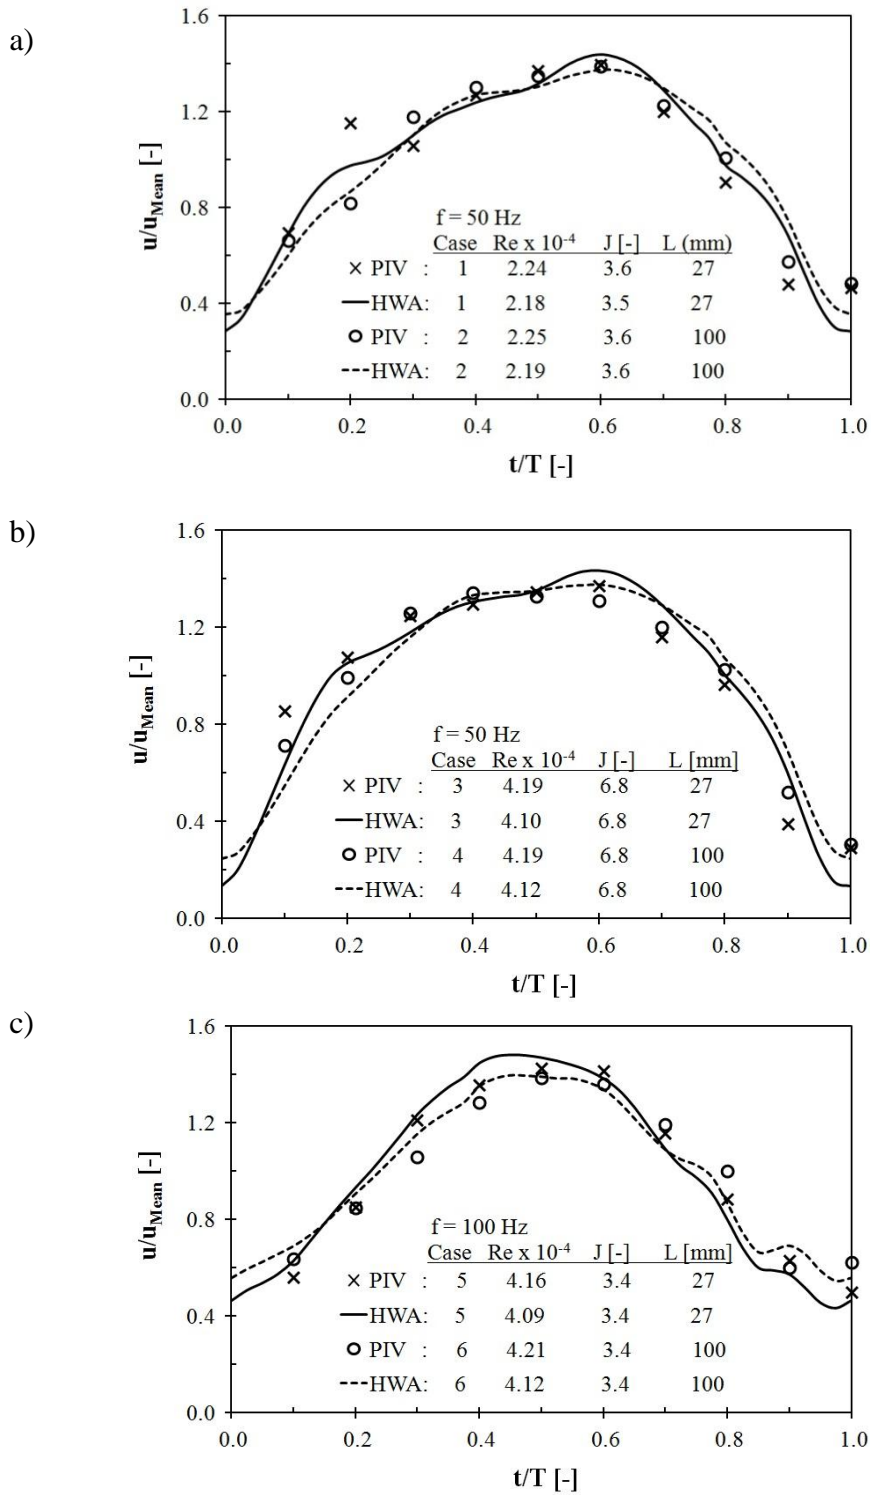 a)
1.6
1.2
0.8
0.4
0.0
u/u_Mean [-]
f = 50 Hz
Case Re x 10⁻⁴ J [-] L (mm)
× PIV : 1 2.24 3.6 27
HWA: 1 2.18 3.5 27
PIV : 2 2.25 3.6 100
HWA: 2 2.19 3.6 100
0.0 0.2 0.4 0.6 0.8 1.0
t/T [-]
b)
1.6
1.2
0.8
0.4
0.0
u/u_Mean [-]
f = 50 Hz
Case Re x 10⁻⁴ J [-] L [mm]
× PIV : 3 4.19 6.8 27
HWA: 3 4.10 6.8 27
PIV : 4 4.19 6.8 100
HWA: 4 4.12 6.8 100
0.0 0.2 0.4 0.6 0.8 1.0
t/T [-]
c)
1.6
1.2
0.8
0.4
0.0
u/u_Mean [-]
f = 100 Hz
Case Re x 10⁻⁴ J [-] L [mm]
× PIV : 5 4.16 3.4 27
HWA: 5 4.09 3.4 27
PIV : 6 4.21 3.4 100
HWA: 6 4.12 3.4 100
0.0 0.2 0.4 0.6 0.8 1.0
t/T [-]